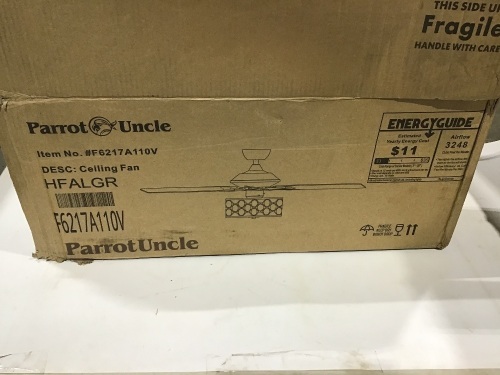 THIS SIDE UP
Fragile
HANDLE WITH CARE
Parrot Uncle
Item No. #F6217A110V
DESC: Ceiling Fan
HFALGR
F6217A110V
ParrotUncle
ENERGYGUIDE
Estimated
Yearly Energy Cost
$11
Airflow
3248